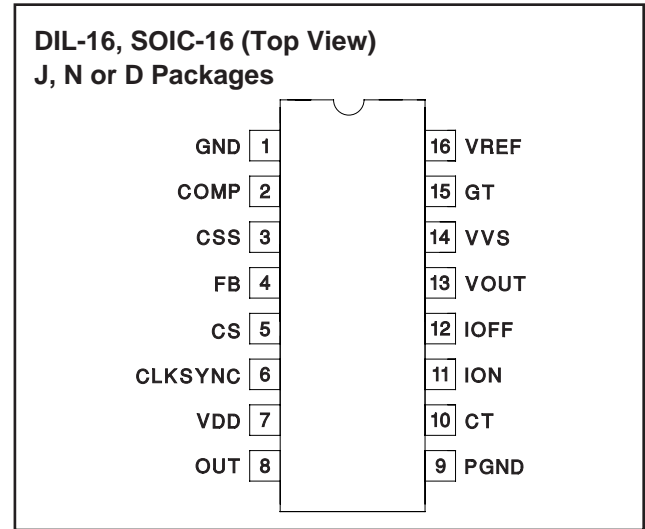 DIL-16, SOIC-16 (Top View)
J, N or D Packages
GND 1 16 VREF
COMP 2 15 GT
CSS 3 14 VVS
FB 4 13 VOUT
CS 5 12 IOFF
CLKSYNC 6 11 ION
VDD 7 10 CT
OUT 8 9 PGND